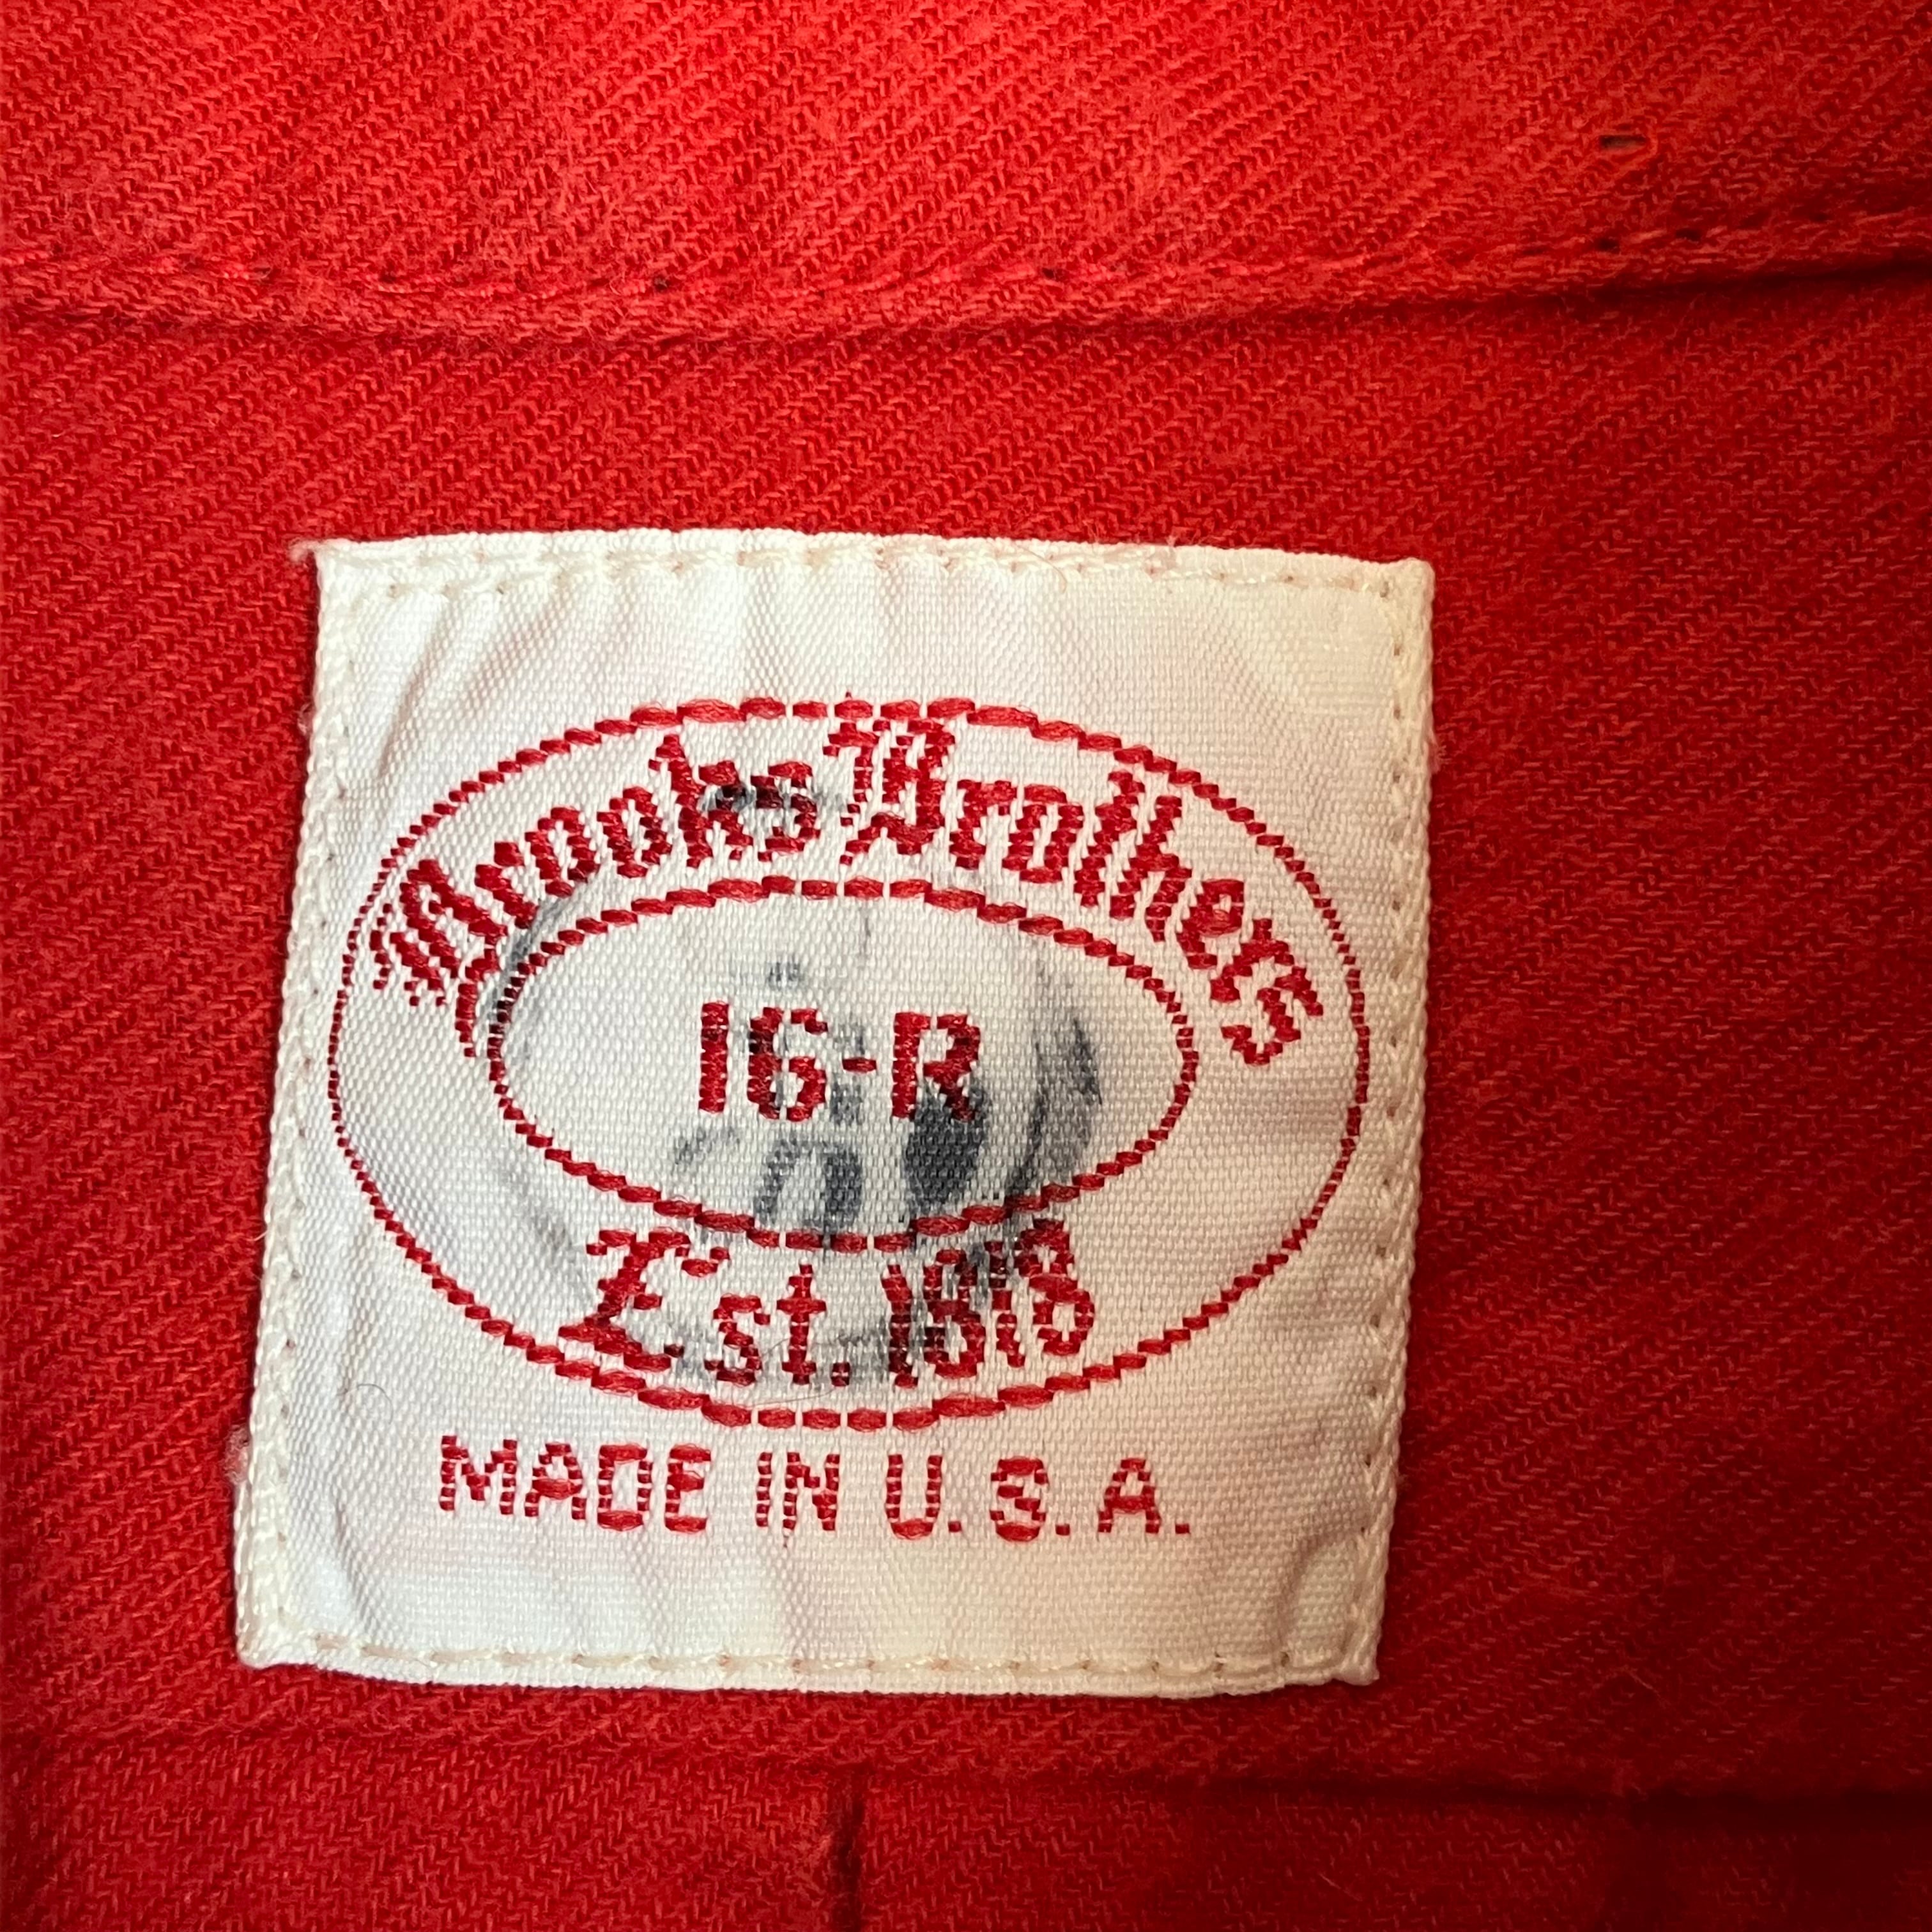 Brooks Brothers
16-R
Est. 1818
MADE IN U.S.A.